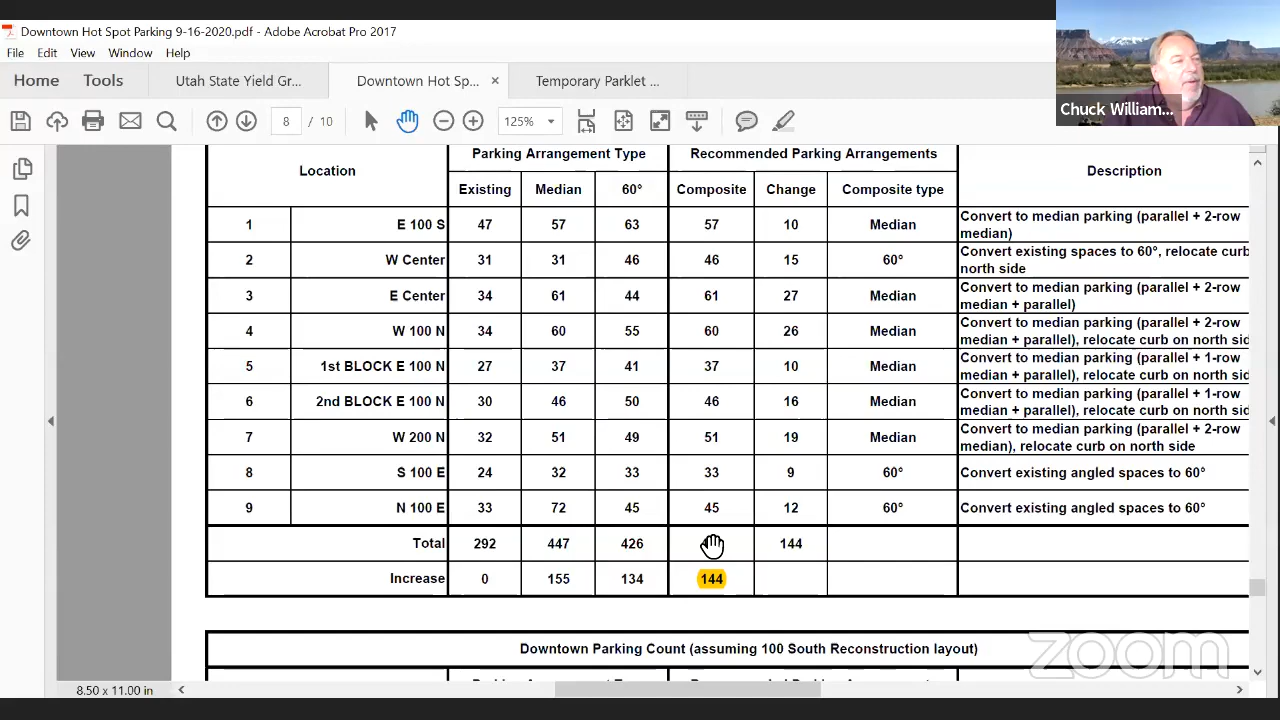 Downtown Hot Spot Parking 9-16-2020.pdf - Adobe Acrobat Pro 2017
File Edit View Window Help
Home Tools Utah State Yield Gr... Downtown Hot Spo... × Temporary Parklet ...
8 / 10 125%
Chuck William...
Location Parking Arrangement Type Recommended Parking Arrangements Description
Existing Median 60° Composite Change Composite type
1 E 100 S 47 57 63 57 10 Median Convert to median parking (parallel + 2-row
median)
2 W Center 31 31 46 46 15 60° Convert existing spaces to 60°, relocate curb
north side
3 E Center 34 61 44 61 27 Median Convert to median parking (parallel + 2-row
median + parallel)
4 W 100 N 34 60 55 60 26 Median Convert to median parking (parallel + 2-row
median + parallel), relocate curb on north sid
5 1st BLOCK E 100 N 27 37 41 37 10 Median Convert to median parking (parallel + 1-row
median + parallel), relocate curb on north sid
6 2nd BLOCK E 100 N 30 46 50 46 16 Median Convert to median parking (parallel + 1-row
median + parallel), relocate curb on north sid
7 W 200 N 32 51 49 51 19 Median Convert to median parking (parallel + 2-row
median), relocate curb on north side
8 S 100 E 24 32 33 33 9 60° Convert existing angled spaces to 60°
9 N 100 E 33 72 45 45 12 60° Convert existing angled spaces to 60°
Total 292 447 426 144
Increase 0 155 134 144
Downtown Parking Count (assuming 100 South Reconstruction layout)
zoom
8.50 x 11.00 in